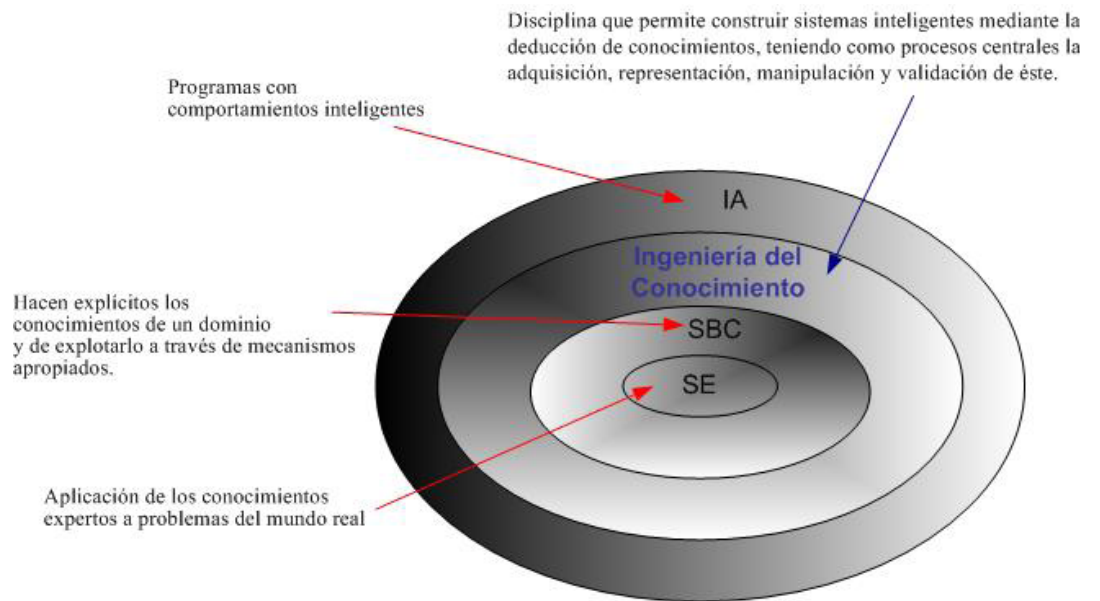 Disciplina que permite construir sistemas inteligentes mediante la
deducción de conocimientos, teniendo como procesos centrales la
adquisición, representación, manipulación y validación de éste.
Programas con
comportamientos inteligentes
IA
Ingeniería del
Conocimiento
Hacen explícitos los
conocimientos de un dominio
y de explotarlo a través de mecanismos
apropiados.
SBC
SE
Aplicación de los conocimientos
expertos a problemas del mundo real